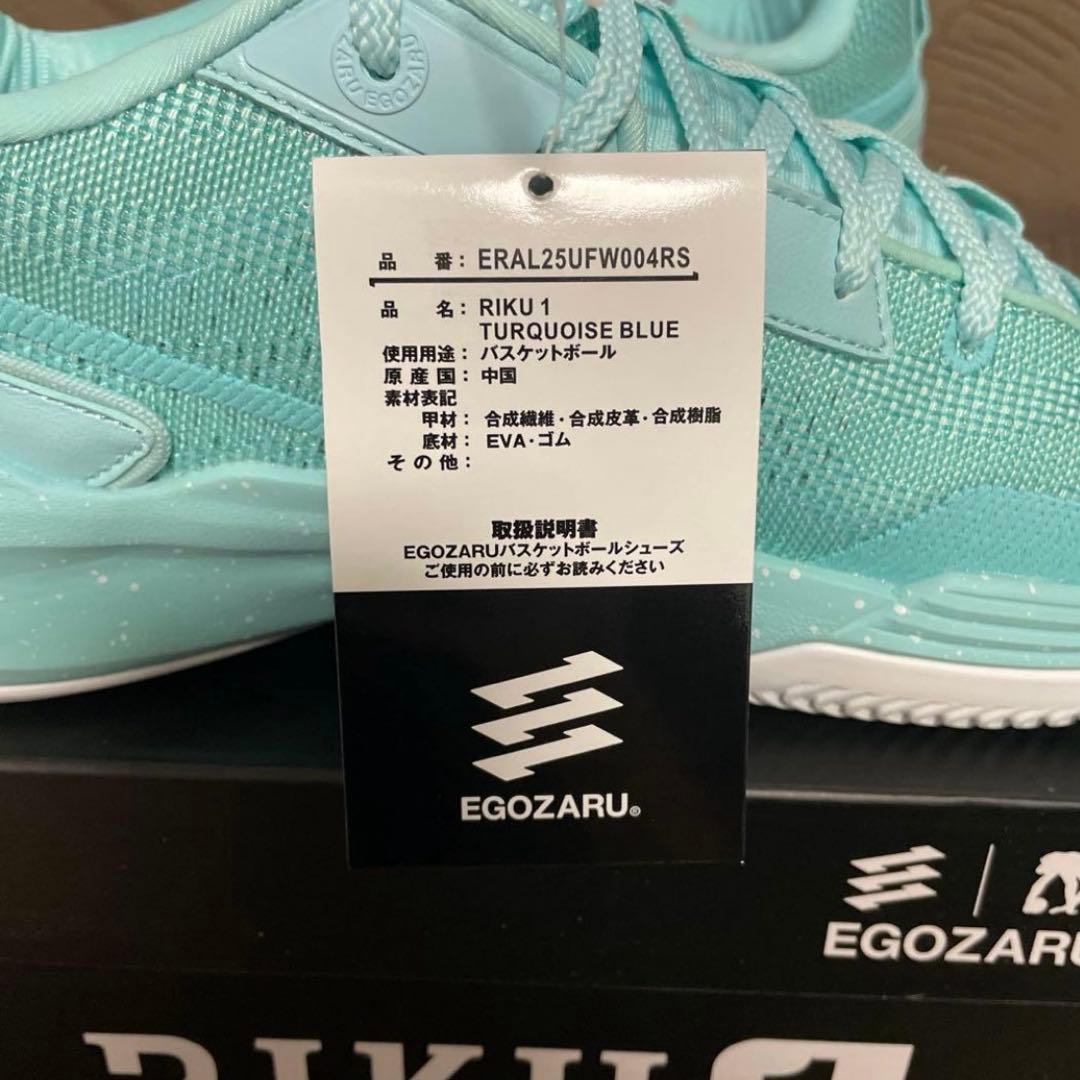 ZARU EGOZARU
品 番： ERAL25UFW004RS
品 名： RIKU 1
TURQUOISE BLUE
使用用途： バスケットボール
原 産 国： 中国
素材表記
甲材： 合成繊維・合成皮革・合成樹脂
底材： EVA・ゴム
そ の 他：
取扱説明書
EGOZARUバスケットボールシューズ
ご使用の前に必ずお読みください
EGOZARU®
EGOZARU
RIKU 1